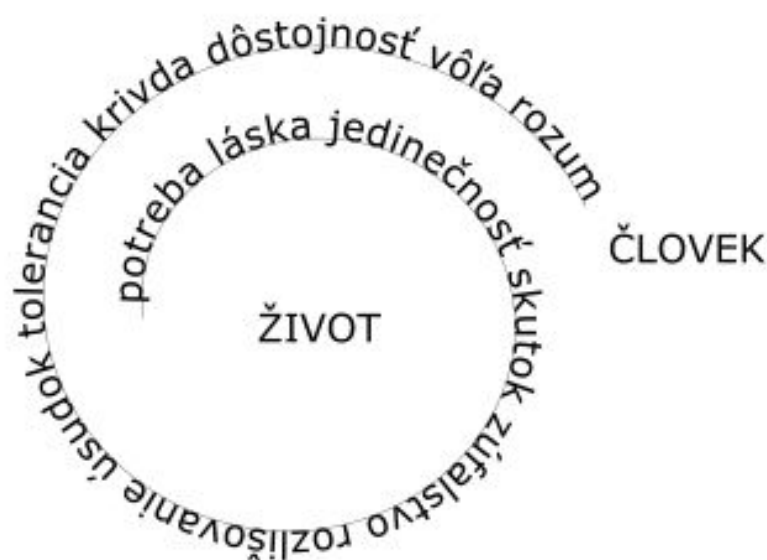 potreba láska jedinečnosť skutok zúfalstvo rozlišovanie úsudok tolerancia krivda dôstojnosť vôľa rozum
ŽIVOT
ČLOVEK